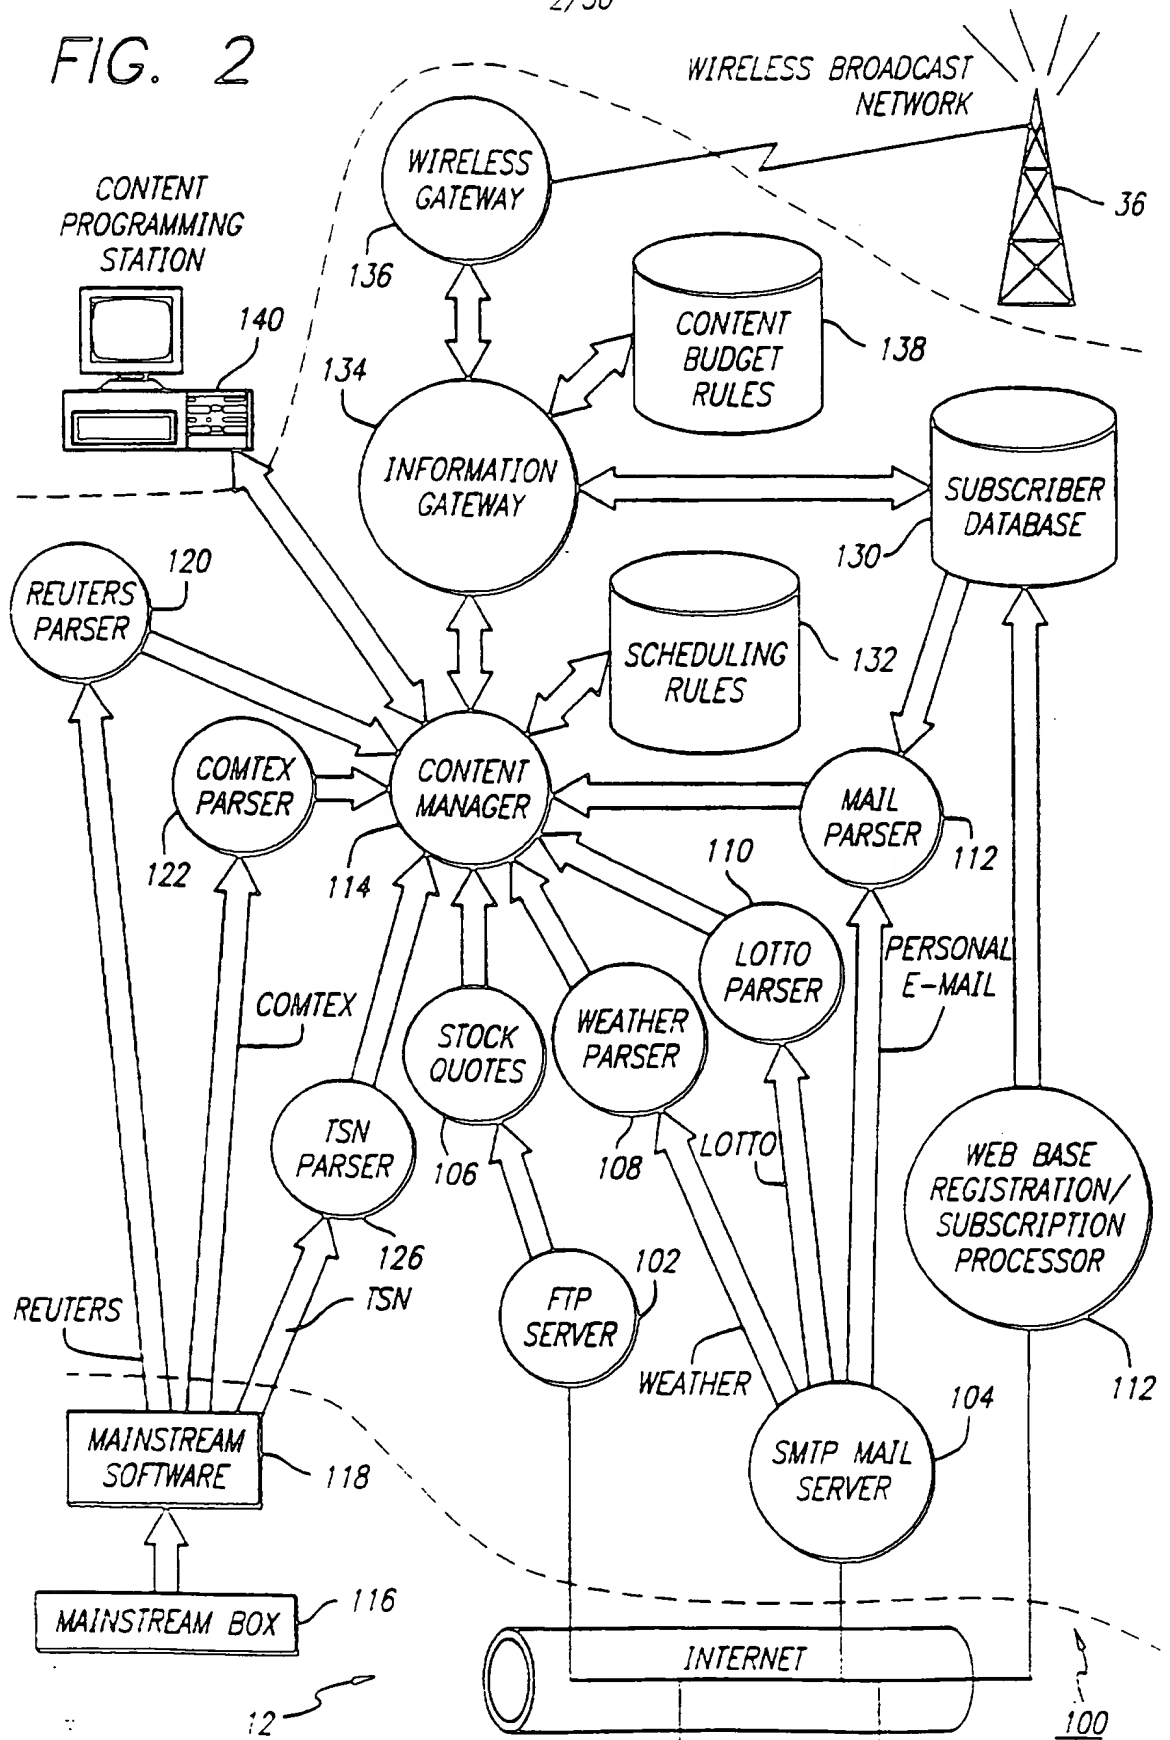 2/30
FIG. 2
WIRELESS BROADCAST
NETWORK
36
WIRELESS
GATEWAY
136
CONTENT
PROGRAMMING
STATION
140
CONTENT
BUDGET
RULES
138
134
INFORMATION
GATEWAY
SUBSCRIBER
DATABASE
130
REUTERS
PARSER
120
SCHEDULING
RULES
132
COMTEX
PARSER
122
CONTENT
MANAGER
114
MAIL
PARSER
112
110
LOTTO
PARSER
PERSONAL
E-MAIL
COMTEX
STOCK
QUOTES
106
WEATHER
PARSER
108
LOTTO
TSN
PARSER
126
TSN
WEB BASE
REGISTRATION/
SUBSCRIPTION
PROCESSOR
112
REUTERS
FTP
SERVER
102
WEATHER
104
SMTP MAIL
SERVER
MAINSTREAM
SOFTWARE
118
MAINSTREAM BOX
116
INTERNET
12
100